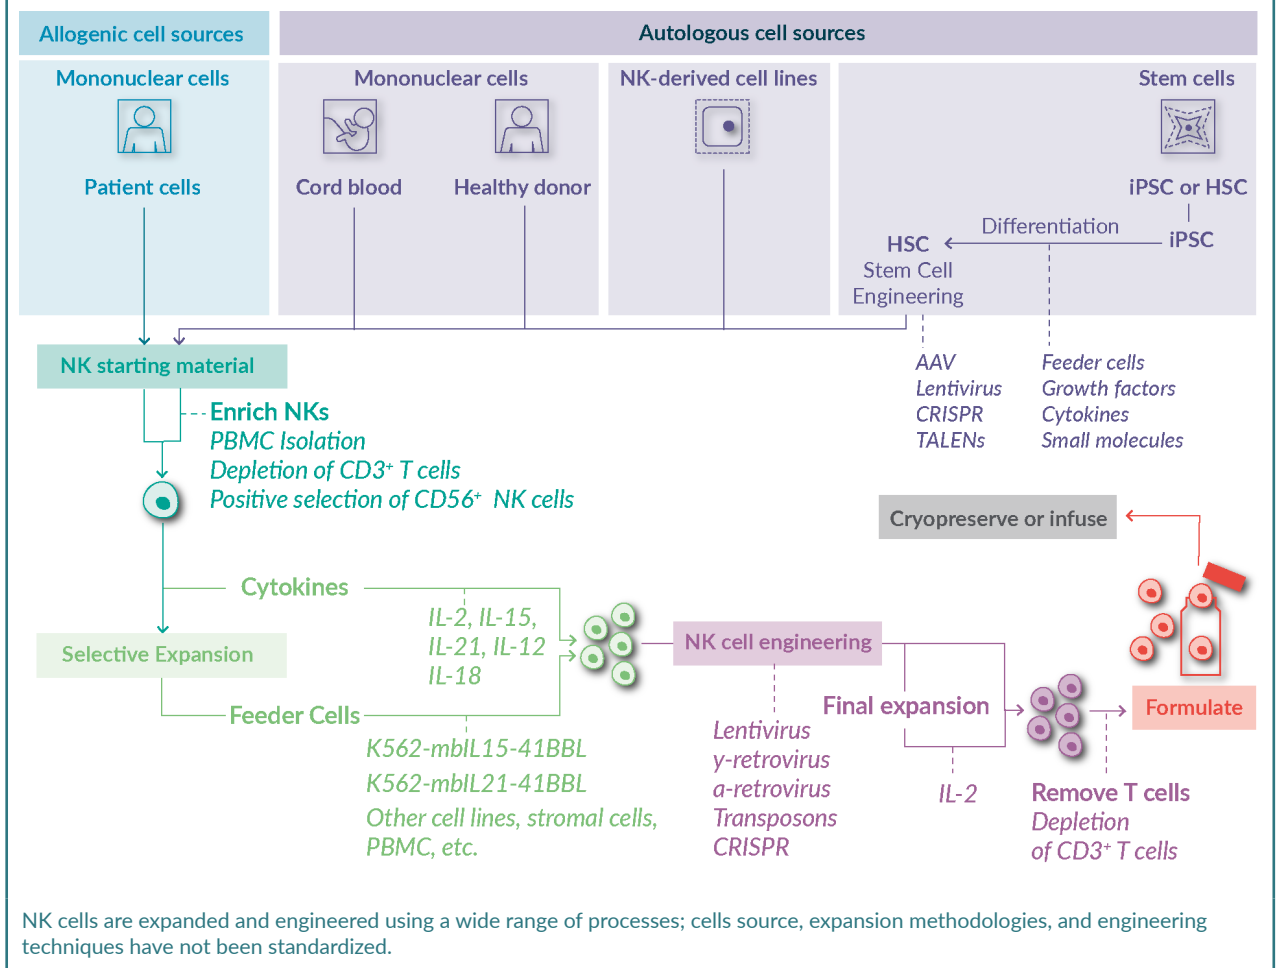 Allogenic cell sources
Autologous cell sources
Mononuclear cells
Mononuclear cells
NK-derived cell lines
Stem cells
Patient cells
Cord blood
Healthy donor
iPSC or HSC
Differentiation
iPSC
HSC
Stem Cell
Engineering
NK starting material
AAV
Lentivirus
CRISPR
TALENs
Feeder cells
Growth factors
Cytokines
Small molecules
Enrich NKs
PBMC Isolation
Depletion of CD3⁺ T cells
Positive selection of CD56⁺ NK cells
Cryopreserve or infuse
Cytokines
IL-2, IL-15,
IL-21, IL-12
IL-18
Selective Expansion
NK cell engineering
Feeder Cells
K562-mbIL15-41BBL
K562-mbIL21-41BBL
Other cell lines, stromal cells,
PBMC, etc.
Lentivirus
y-retrovirus
a-retrovirus
Transposons
CRISPR
Final expansion
IL-2
Formulate
Remove T cells
Depletion
of CD3⁺ T cells
NK cells are expanded and engineered using a wide range of processes; cells source, expansion methodologies, and engineering
techniques have not been standardized.